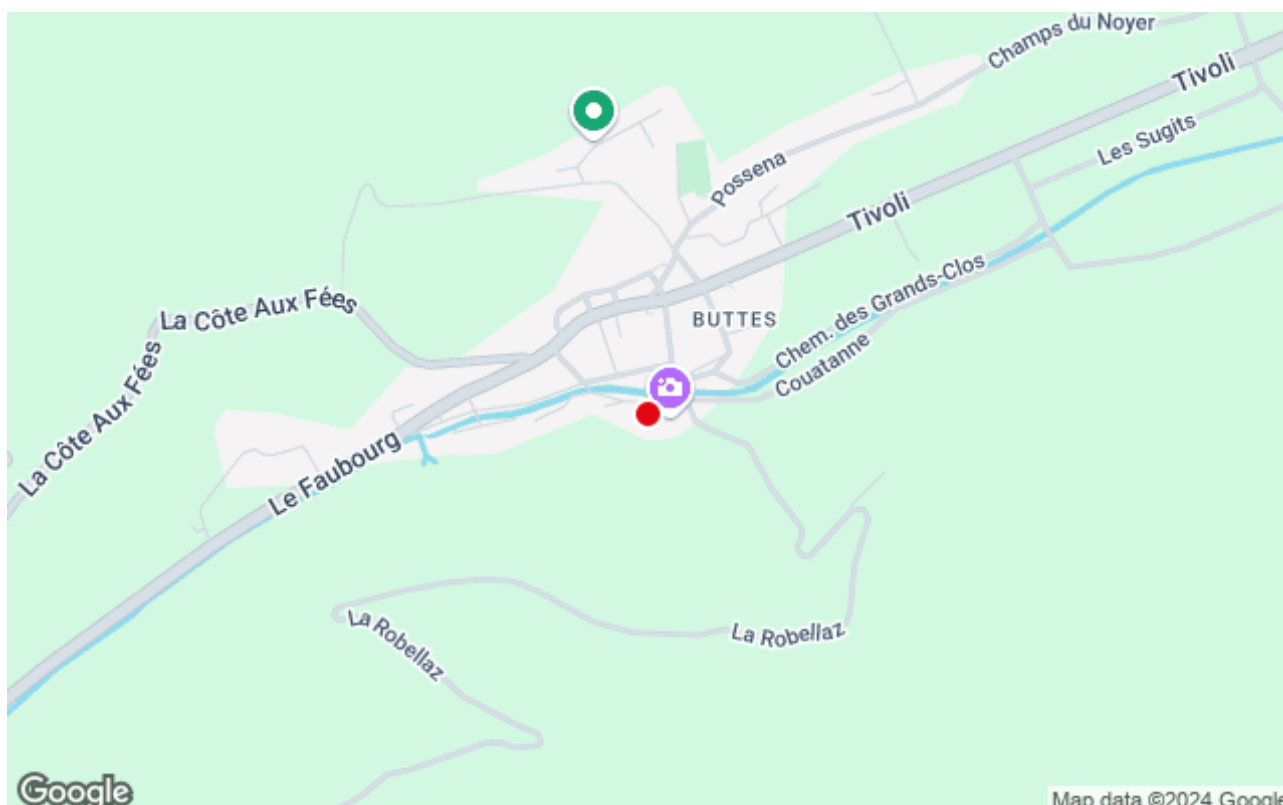 Champs du Noyer
Tivoli
Les Sugits
Possena
Tivoli
La Côte Aux Fées
BUTTES
Chem. des Grands-Clos
Couatanne
La Côte Aux Fées
Le Faubourg
La Robellaz
La Robellaz
Google
Map data ©2024 Google